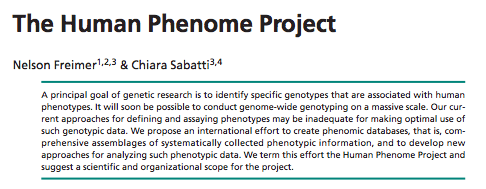 The Human Phenome Project
Nelson Freimer1,2,3 & Chiara Sabatti3,4
A principal goal of genetic research is to identify specific genotypes that are associated with human
phenotypes. It will soon be possible to conduct genome-wide genotyping on a massive scale. Our cur-
rent approaches for defining and assaying phenotypes may be inadequate for making optimal use of
such genotypic data. We propose an international effort to create phenomic databases, that is, com-
prehensive assemblages of systematically collected phenotypic information, and to develop new
approaches for analyzing such phenotypic data. We term this effort the Human Phenome Project and
suggest a scientific and organizational scope for the project.